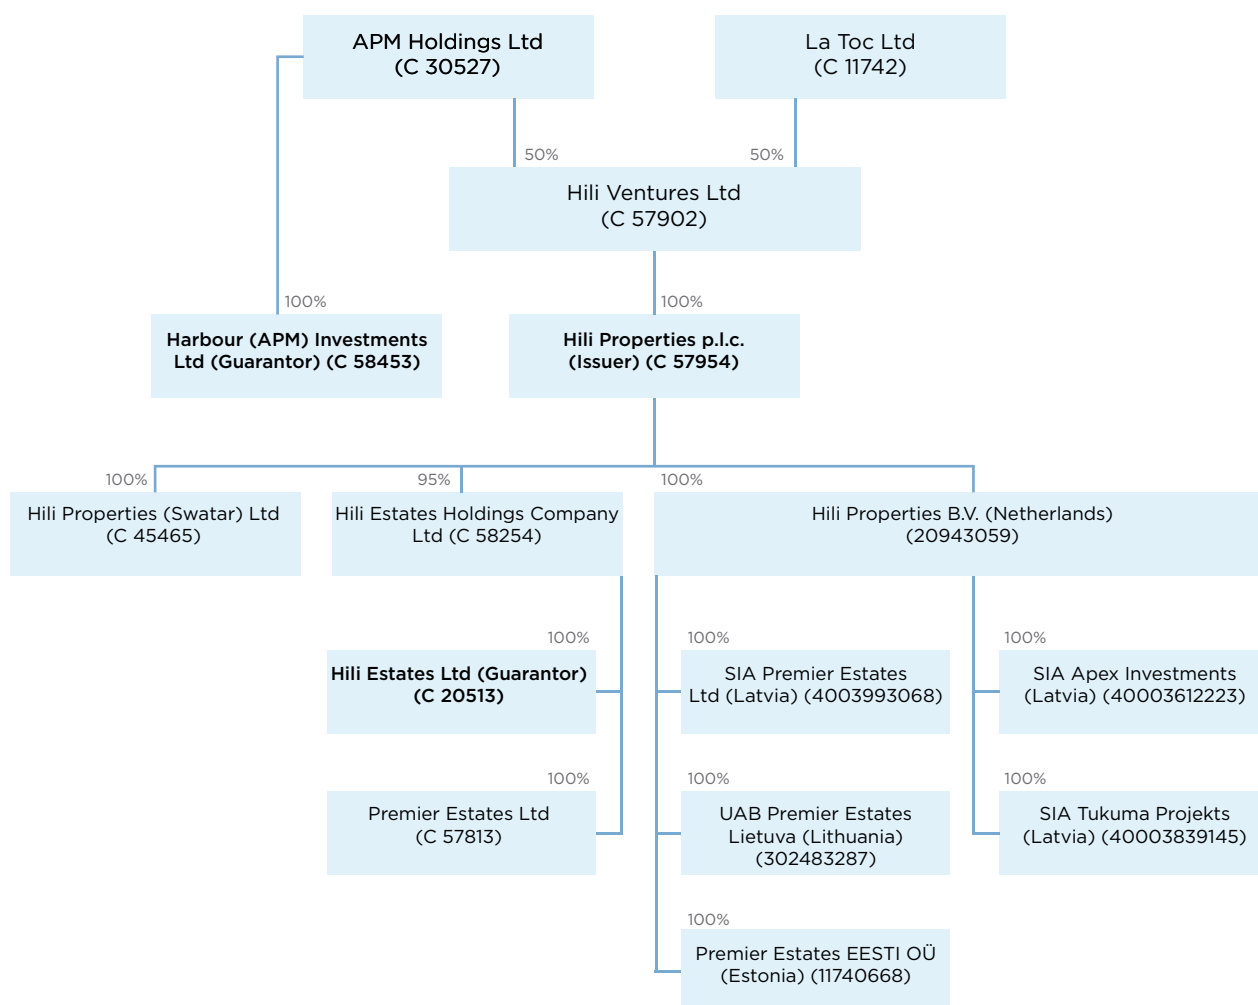 APM Holdings Ltd
(C 30527)
La Toc Ltd
(C 11742)
50%
50%
Hili Ventures Ltd
(C 57902)
100%
100%
Harbour (APM) Investments
Ltd (Guarantor) (C 58453)
Hili Properties p.l.c.
(Issuer) (C 57954)
100%
95%
100%
Hili Properties (Swatar) Ltd
(C 45465)
Hili Estates Holdings Company
Ltd (C 58254)
Hili Properties B.V. (Netherlands)
(20943059)
100%
100%
100%
Hili Estates Ltd (Guarantor)
(C 20513)
SIA Premier Estates
Ltd (Latvia) (4003993068)
SIA Apex Investments
(Latvia) (40003612223)
100%
100%
100%
Premier Estates Ltd
(C 57813)
UAB Premier Estates
Lietuva (Lithuania)
(302483287)
SIA Tukuma Projekts
(Latvia) (40003839145)
100%
Premier Estates EESTI OÜ
(Estonia) (11740668)